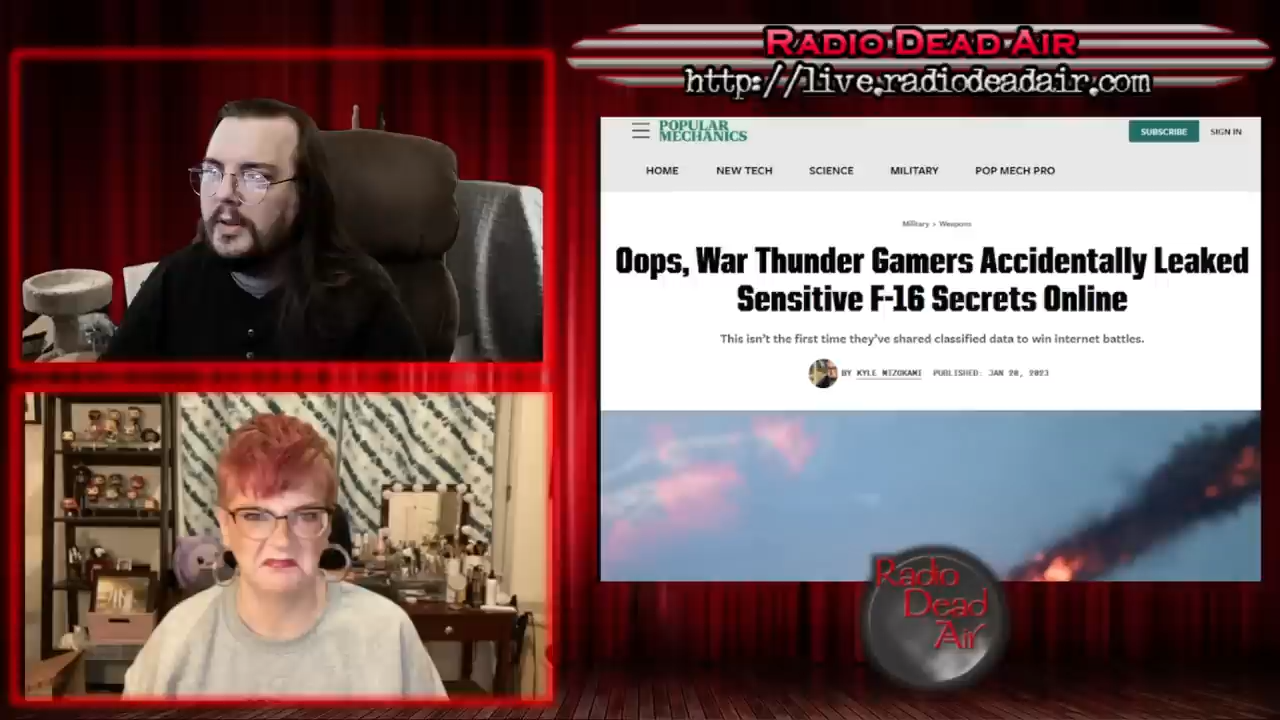 RADIO DEAD AIR
http://live.radiodeadair.com
POPULAR
MECHANICS
SUBSCRIBE
SIGN IN
HOME
NEW TECH
SCIENCE
MILITARY
POP MECH PRO
Military > Weapons
Oops, War Thunder Gamers Accidentally Leaked
Sensitive F-16 Secrets Online
This isn't the first time they've shared classified data to win internet battles.
BY KYLE MIZOKAMI PUBLISHED: JAN 20, 2023
Radio
Dead
Air